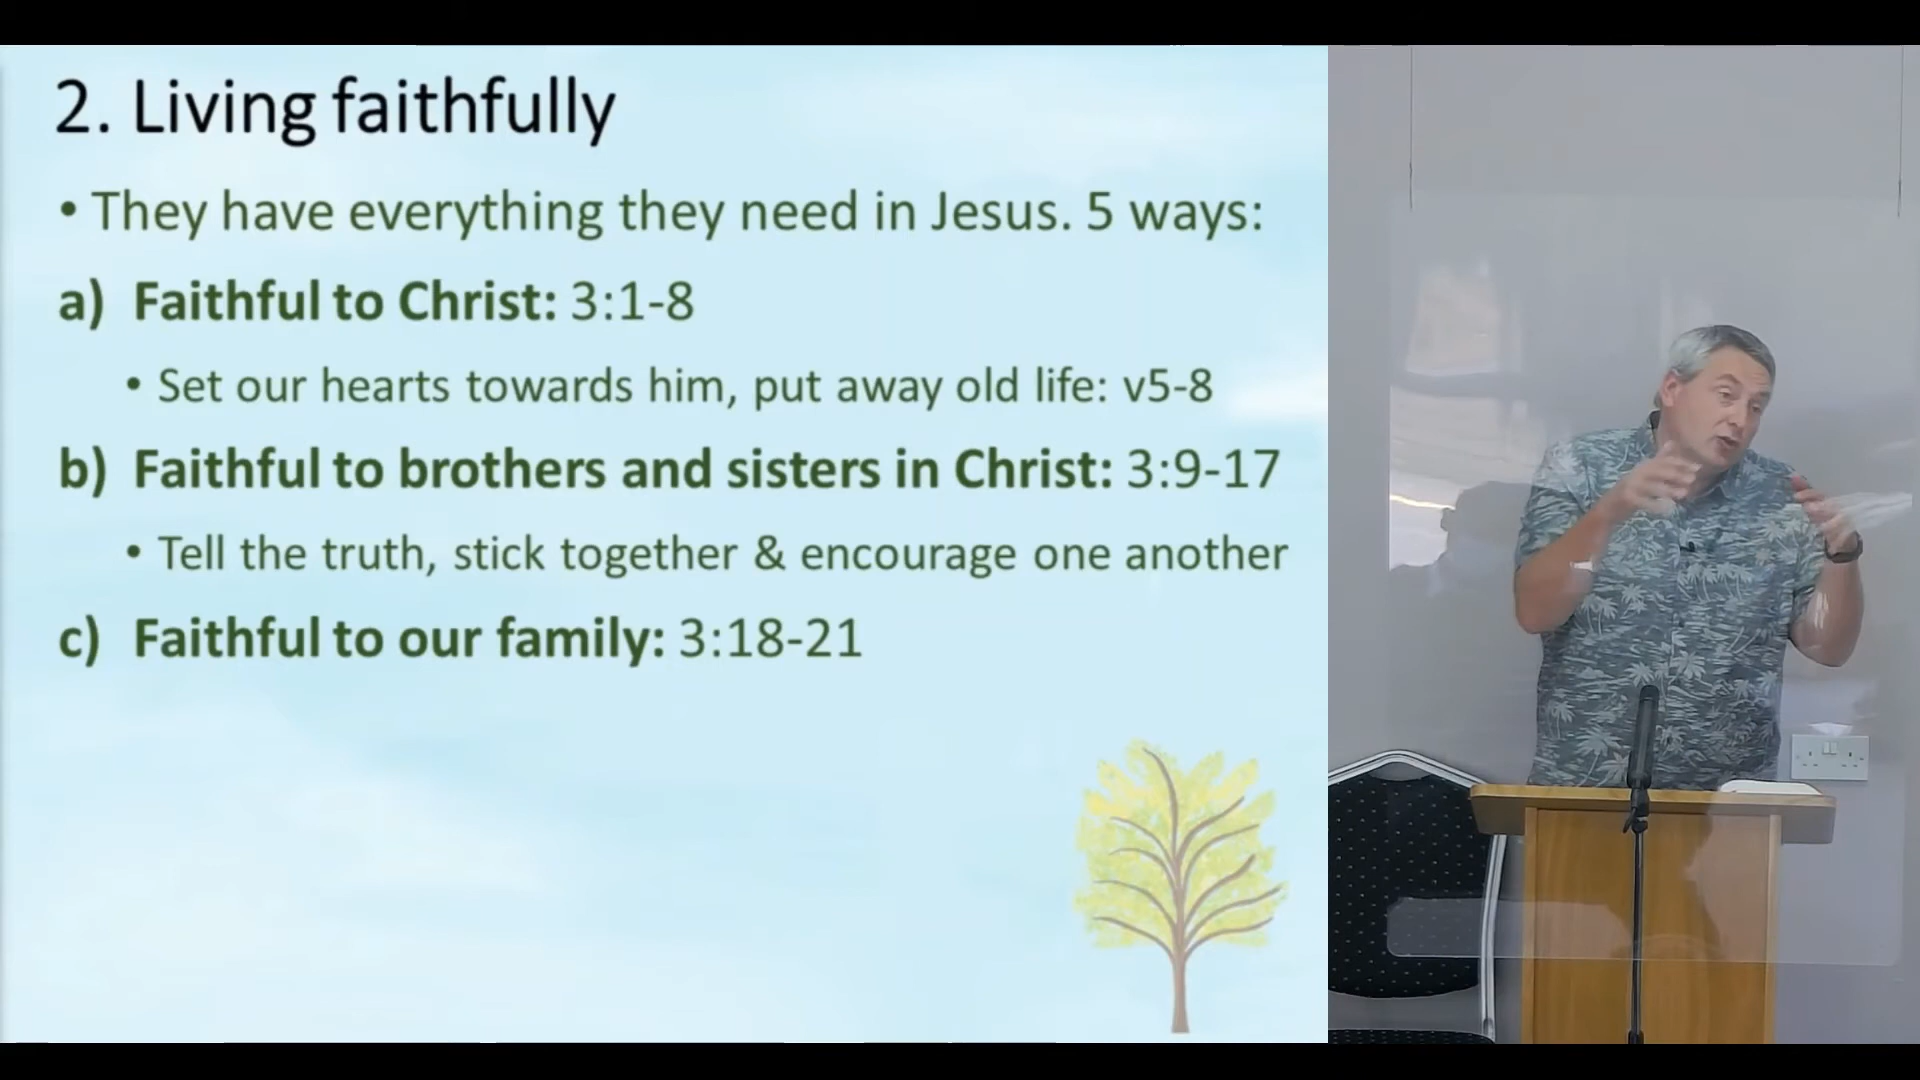 2. Living faithfully
• They have everything they need in Jesus. 5 ways:
a) Faithful to Christ: 3:1-8
• Set our hearts towards him, put away old life: v5-8
b) Faithful to brothers and sisters in Christ: 3:9-17
• Tell the truth, stick together & encourage one another
c) Faithful to our family: 3:18-21